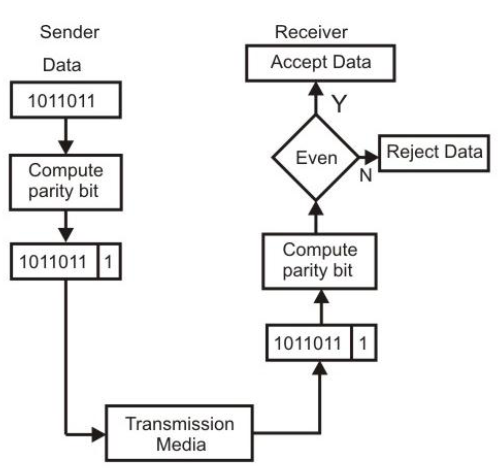 Sender
Data
1011011
Compute
parity bit
1011011 1
Transmission
Media
Receiver
Accept Data
Y
Even
N
Reject Data
Compute
parity bit
1011011 1